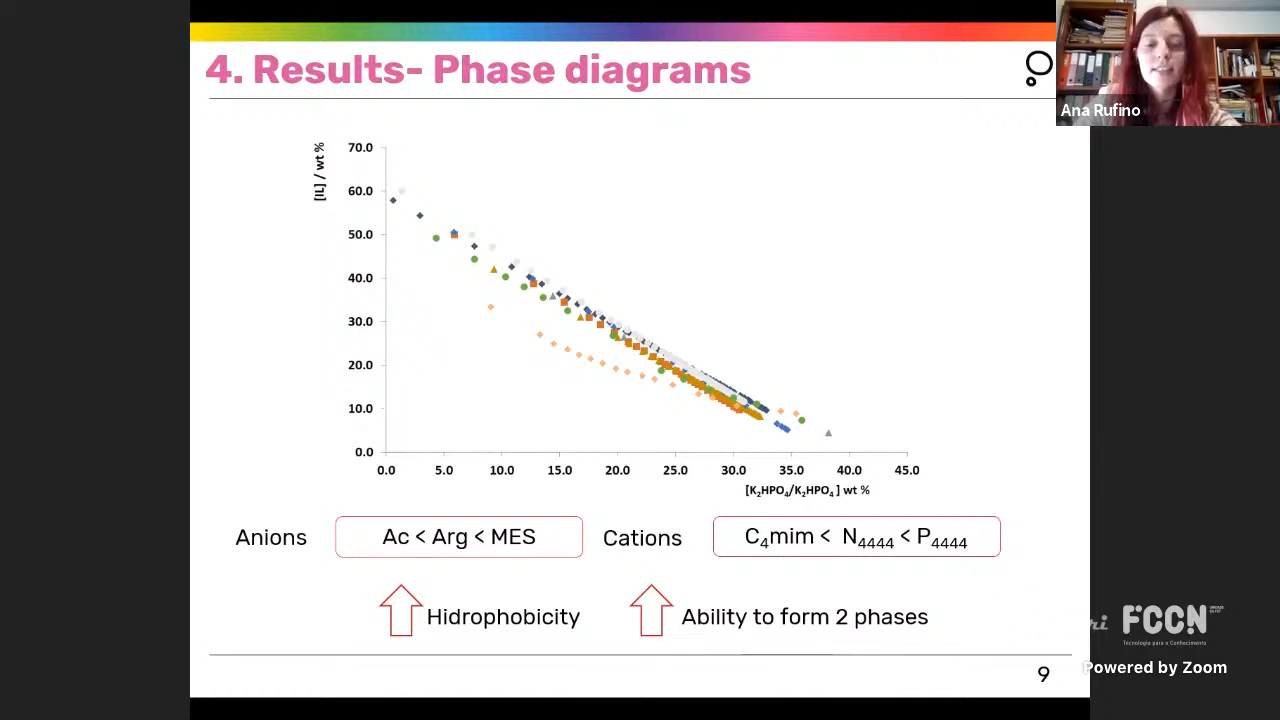 4. Results- Phase diagrams
Ana Rufino
[IL] / wt %
70.0
60.0
50.0
40.0
30.0
20.0
10.0
0.0
0.0 5.0 10.0 15.0 20.0 25.0 30.0 35.0 40.0 45.0
[K₂HPO₄/K₂HPO₄ ] wt %
Anions
Ac < Arg < MES
Cations
C₄mim < N₄₄₄₄ < P₄₄₄₄
Hidrophobicity
Ability to form 2 phases
FCCN
Tecnologia para o Conhecimento
Powered by Zoom
9